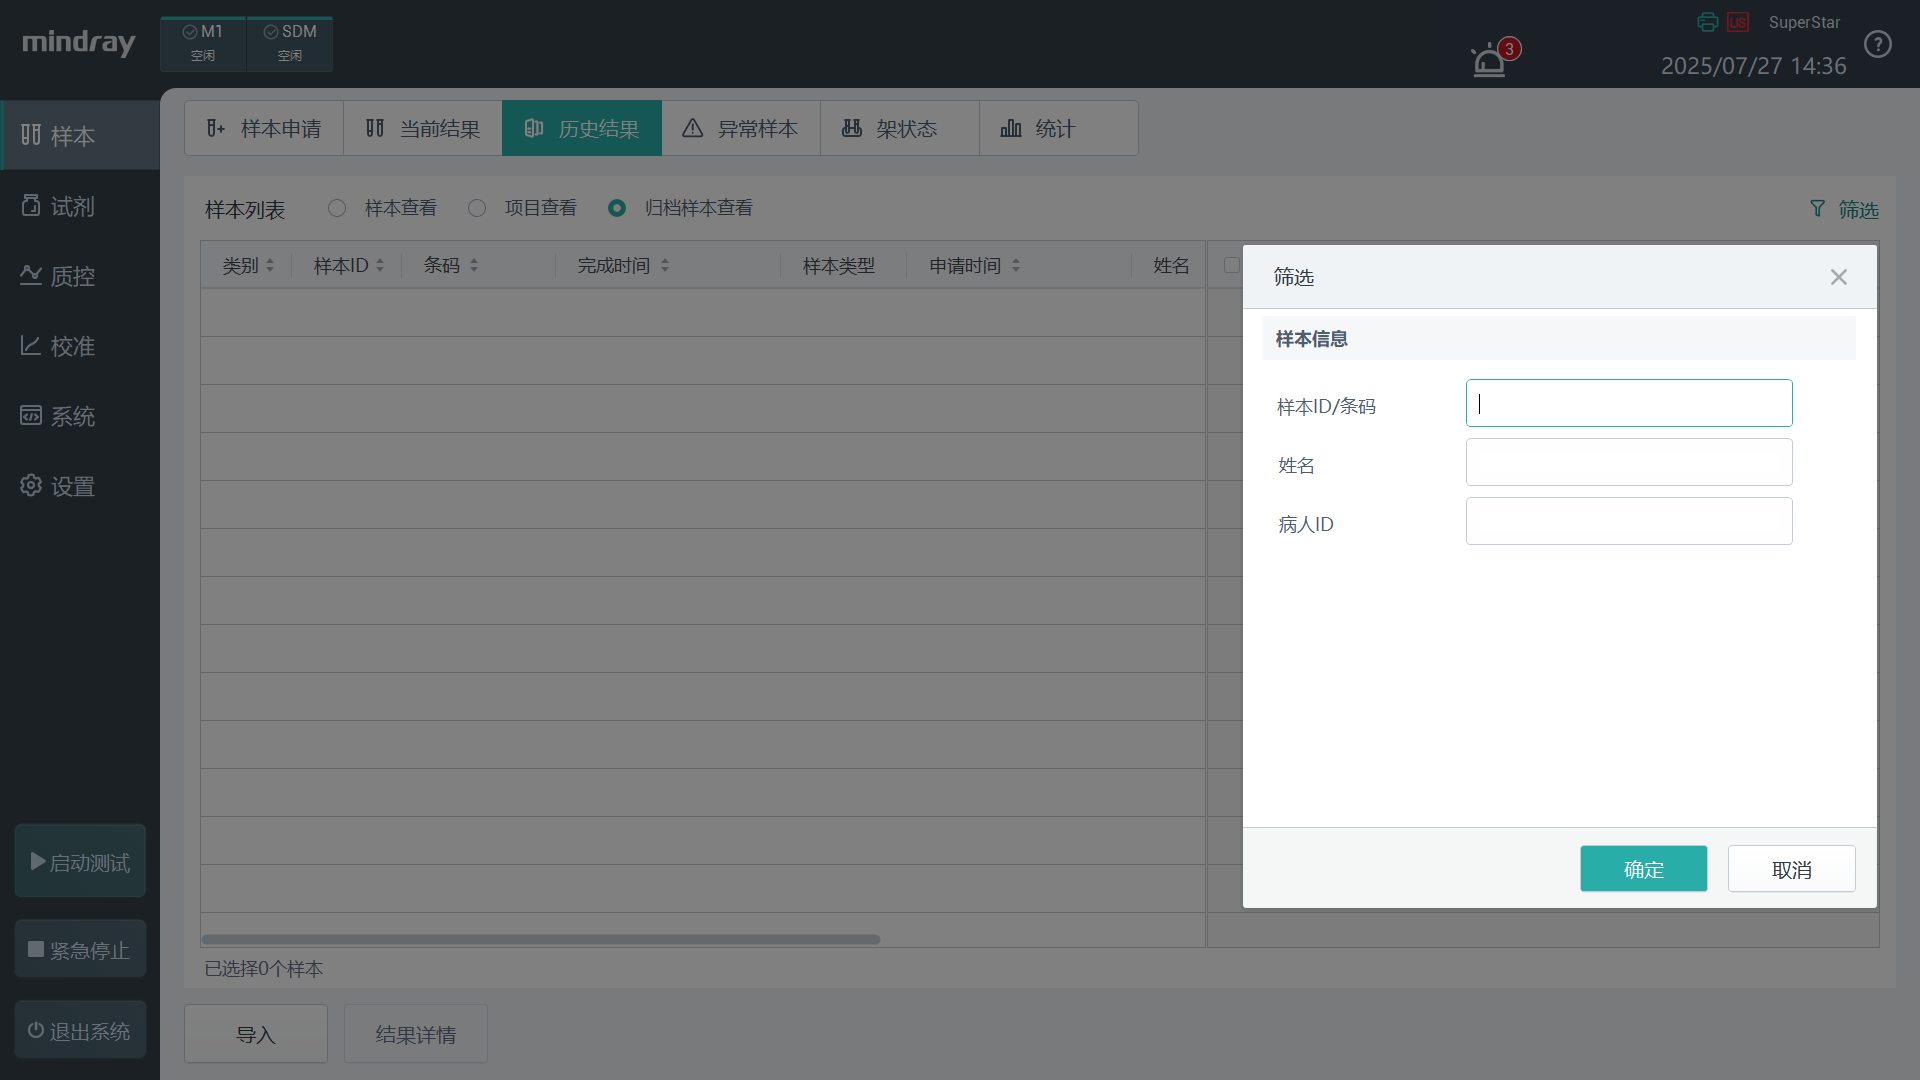 mindray
M1
空闲
SDM
空闲
3
LIS
SuperStar
2025/07/27 14:36
?
样本
试剂
质控
校准
系统
设置
启动测试
紧急停止
退出系统
样本申请
当前结果
历史结果
异常样本
架状态
统计
样本列表
样本查看
项目查看
归档样本查看
筛选
类别
样本ID
条码
完成时间
样本类型
申请时间
姓名
筛选
样本信息
样本ID/条码
姓名
病人ID
确定
取消
已选择0个样本
导入
结果详情